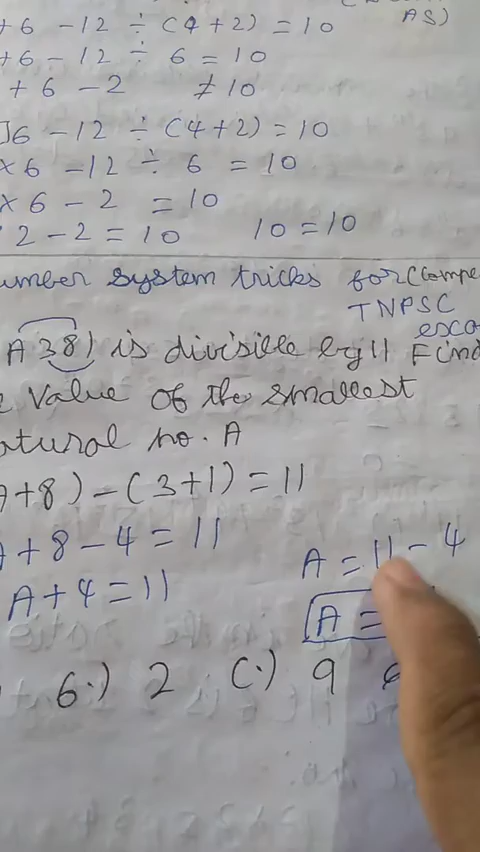 +6 - 12 ÷ (4+2) = 10
AS)
+6 - 12 ÷ 6 = 10
+ 6 - 2 ≠ 10
]6 - 12 ÷ (4+2) = 10
×6 - 12 ÷ 6 = 10
×6 - 2 = 10
2 - 2 = 10 10 = 10
umber system tricks for (Compe
TNPSC
A381 is divisible by 11 Find
Value of the smallest
atural no. A
A+8) - (3+1) = 11
+ 8 - 4 = 11
A = 11 - 4
A + 4 = 11
A =
6.) 2 C.) 9